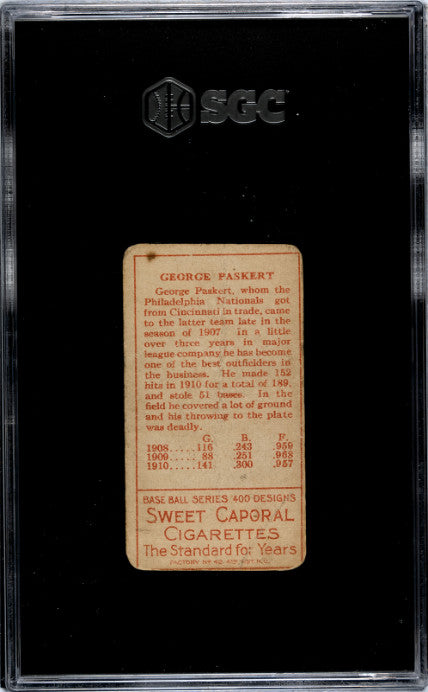 SGC
GEORGE PASKERT
George Paskert, whom the
Philadelphia Nationals got
from Cincinnati in trade, came
to the latter team late in the
season of 1907. In a little
over three years in major
league company he has become
one of the best outfielders in
the business. He made 152
hits in 1910 for a total of 189,
and stole 51 bases. In the
field he covered a lot of ground
and his throwing to the plate
was deadly.
G. B. F.
1908.....116 .243 .959
1909.....88 .251 .968
1910.....141 .300 .957
BASE BALL SERIES 400 DESIGNS
SWEET CAPORAL
CIGARETTES
The Standard for Years
FACTORY No 42